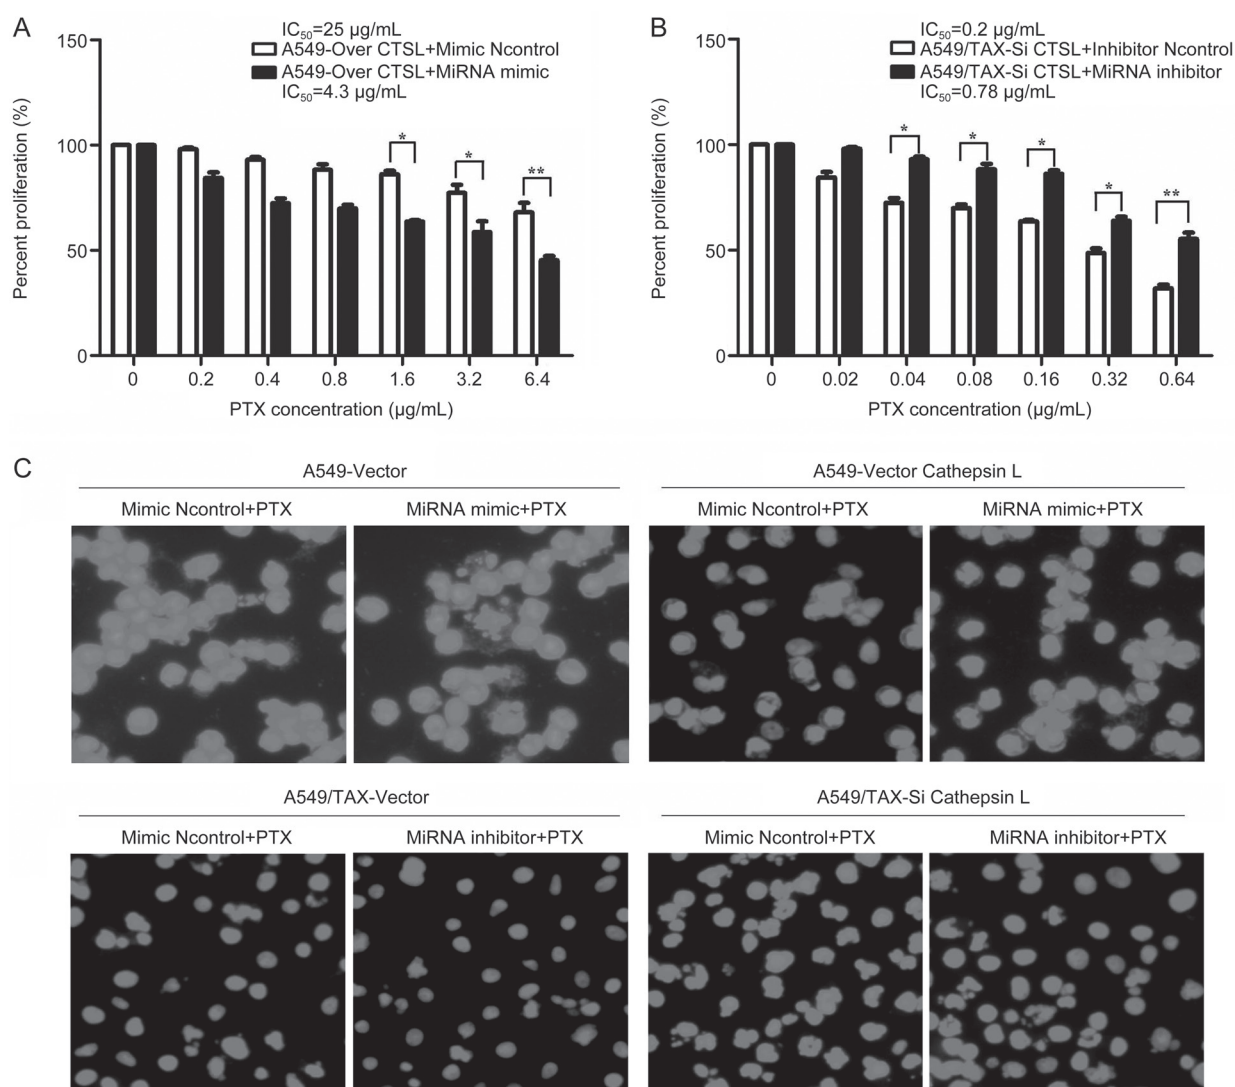 A
IC50=25 µg/mL
A549-Over CTSL+Mimic Ncontrol
A549-Over CTSL+MiRNA mimic
IC50=4.3 µg/mL
Percent proliferation (%)
150
100
50
0
* * **
0 0.2 0.4 0.8 1.6 3.2 6.4
PTX concentration (µg/mL)
B
IC50=0.2 µg/mL
A549/TAX-Si CTSL+Inhibitor Ncontrol
A549/TAX-Si CTSL+MiRNA inhibitor
IC50=0.78 µg/mL
Percent proliferation (%)
150
100
50
0
* * * * **
0 0.02 0.04 0.08 0.16 0.32 0.64
PTX concentration (µg/mL)
C
A549-Vector
Mimic Ncontrol+PTX MiRNA mimic+PTX
A549-Vector Cathepsin L
Mimic Ncontrol+PTX MiRNA mimic+PTX
A549/TAX-Vector
Mimic Ncontrol+PTX MiRNA inhibitor+PTX
A549/TAX-Si Cathepsin L
Mimic Ncontrol+PTX MiRNA inhibitor+PTX